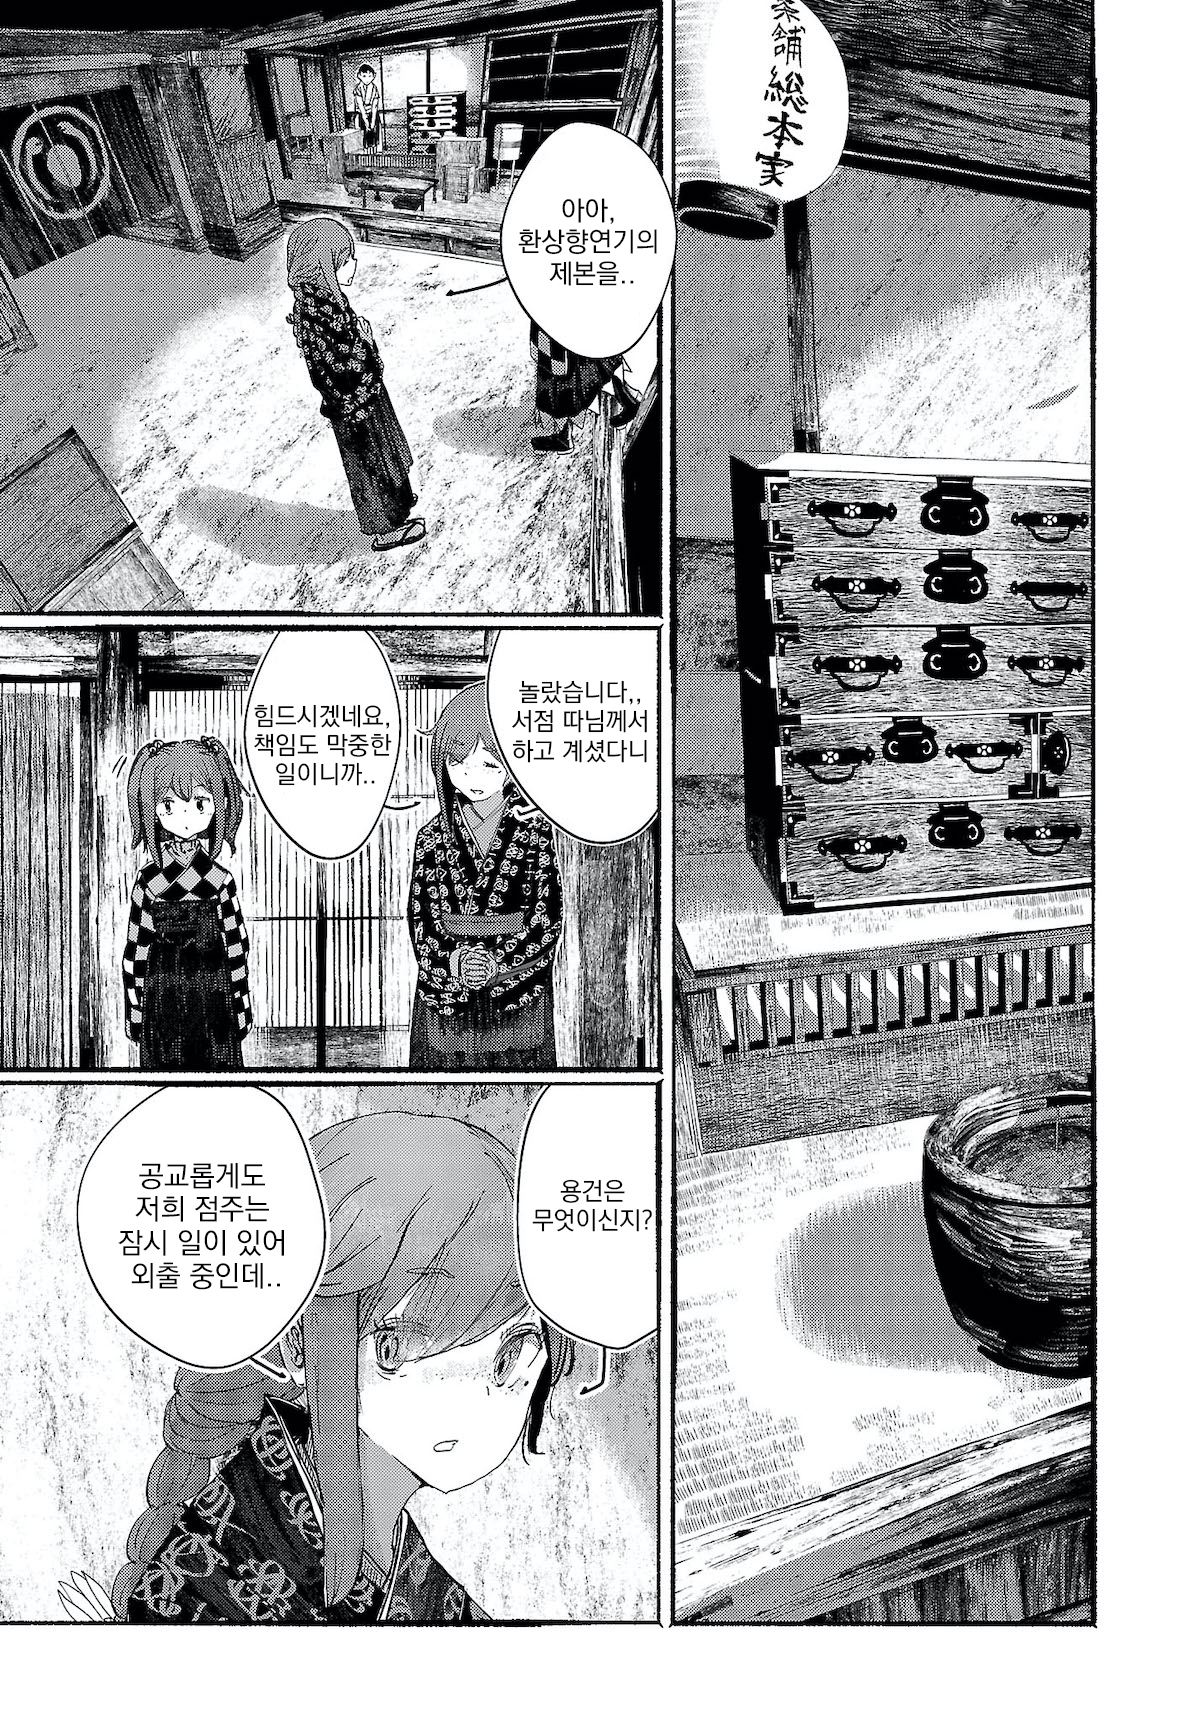 舗総本実
아아,
환상향연기의
제본을..
놀랐습니다,,
서점 따님께서
하고 계셨다니
힘드시겠네요,
책임도 막중한
일이니까..
용건은
무엇이신지?
공교롭게도
저희 점주는
잠시 일이 있어
외출 중인데..